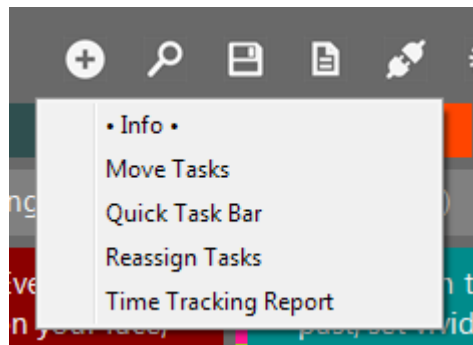 • Info •
Move Tasks
Quick Task Bar
Reassign Tasks
Time Tracking Report